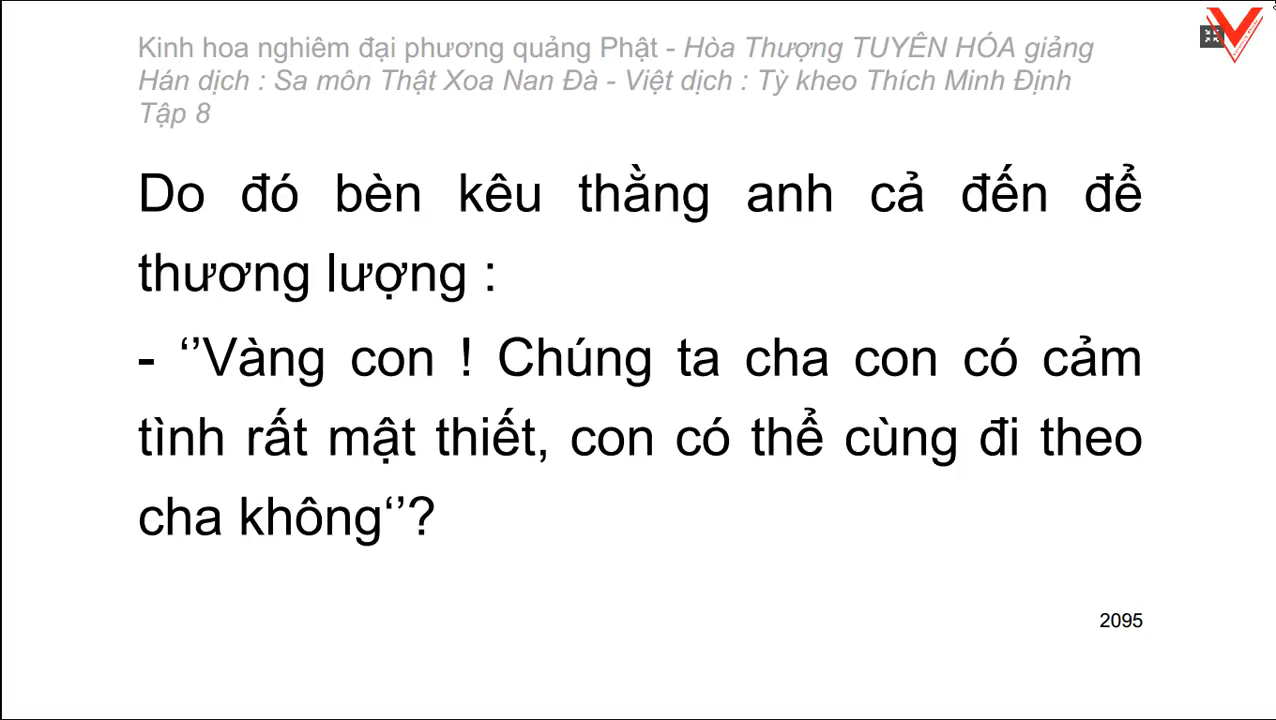 Kinh hoa nghiêm đại phương quảng Phật - Hòa Thượng TUYÊN HÓA giảng
Hán dịch : Sa môn Thật Xoa Nan Đà - Việt dịch : Tỳ kheo Thích Minh Định
Tập 8
Do đó bèn kêu thằng anh cả đến để
thương lượng :
- ‘’Vàng con ! Chúng ta cha con có cảm
tình rất mật thiết, con có thể cùng đi theo
cha không‘’?
2095